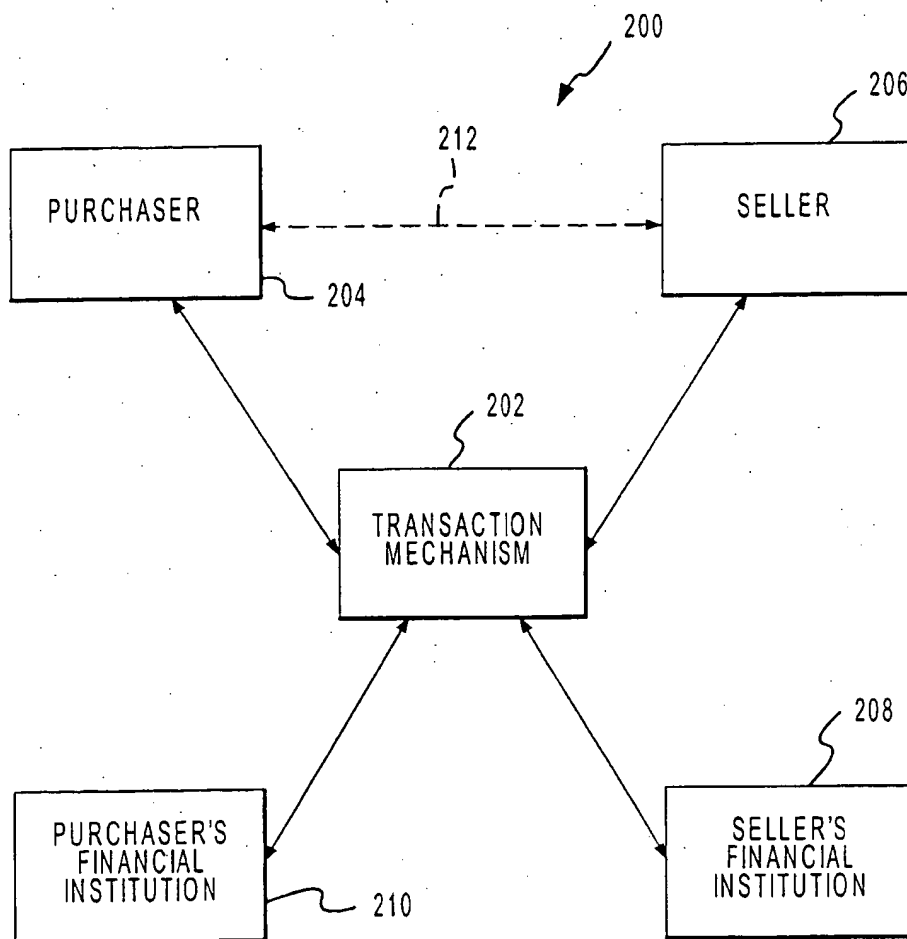 200
206
212
PURCHASER
SELLER
204
202
TRANSACTION
MECHANISM
208
PURCHASER'S
FINANCIAL
INSTITUTION
SELLER'S
FINANCIAL
INSTITUTION
210